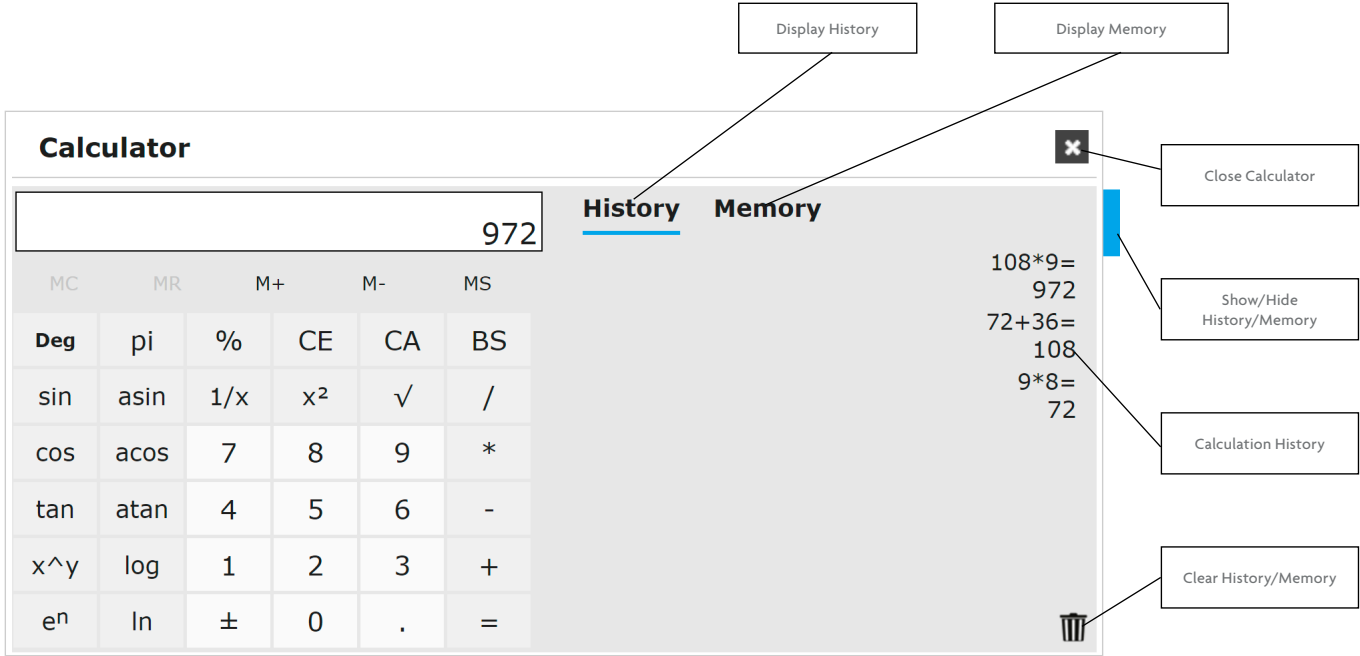 Display History
Display Memory
Calculator
Close Calculator
972
History Memory
MC MR M+ M- MS
108*9=
972
72+36=
108
9*8=
72
Show/Hide
History/Memory
Deg pi % CE CA BS
sin asin 1/x x² √ /
cos acos 7 8 9 *
Calculation History
tan atan 4 5 6 -
x^y log 1 2 3 +
Clear History/Memory
eⁿ ln ± 0 . =